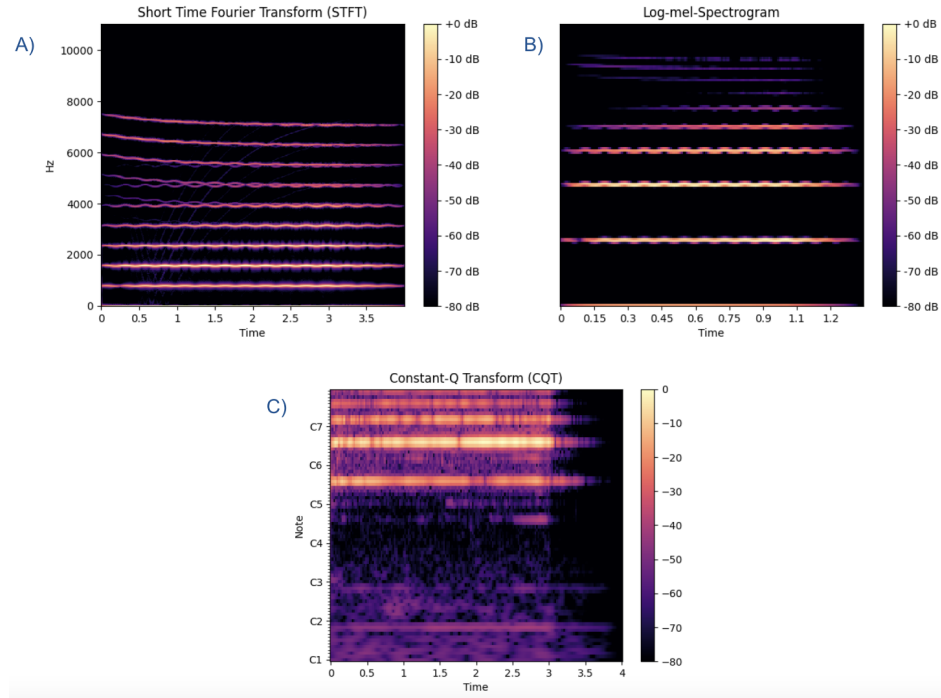 Short Time Fourier Transform (STFT)
A)
10000
8000
6000
4000
2000
0
Hz
0 0.5 1 1.5 2 2.5 3 3.5
Time
+0 dB
-10 dB
-20 dB
-30 dB
-40 dB
-50 dB
-60 dB
-70 dB
-80 dB
Log-mel-Spectrogram
B)
0 0.15 0.3 0.45 0.6 0.75 0.9 1.1 1.2
Time
+0 dB
-10 dB
-20 dB
-30 dB
-40 dB
-50 dB
-60 dB
-70 dB
-80 dB
Constant-Q Transform (CQT)
C)
C7
C6
C5
C4
C3
C2
C1
Note
0 0.5 1 1.5 2 2.5 3 3.5 4
Time
0
−10
−20
−30
−40
−50
−60
−70
−80